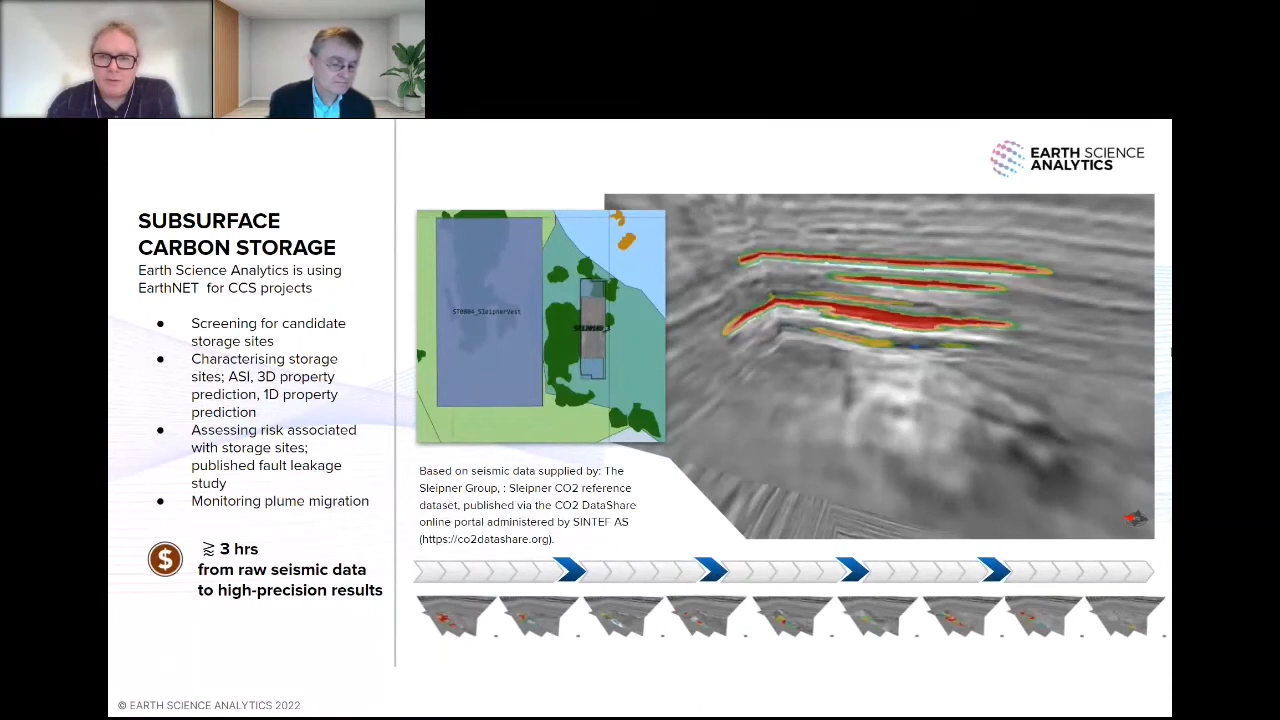 EARTH SCIENCE
ANALYTICS
SUBSURFACE
CARBON STORAGE
Earth Science Analytics is using
EarthNET for CCS projects
● Screening for candidate
storage sites
● Characterising storage
sites; ASI, 3D property
prediction, 1D property
prediction
● Assessing risk associated
with storage sites;
published fault leakage
study
● Monitoring plume migration
$
≳ 3 hrs
from raw seismic data
to high-precision results
ST0004_SleipnerVest
Based on seismic data supplied by: The
Sleipner Group, : Sleipner CO2 reference
dataset, published via the CO2 DataShare
online portal administered by SINTEF AS
(https://co2datashare.org).
© EARTH SCIENCE ANALYTICS 2022